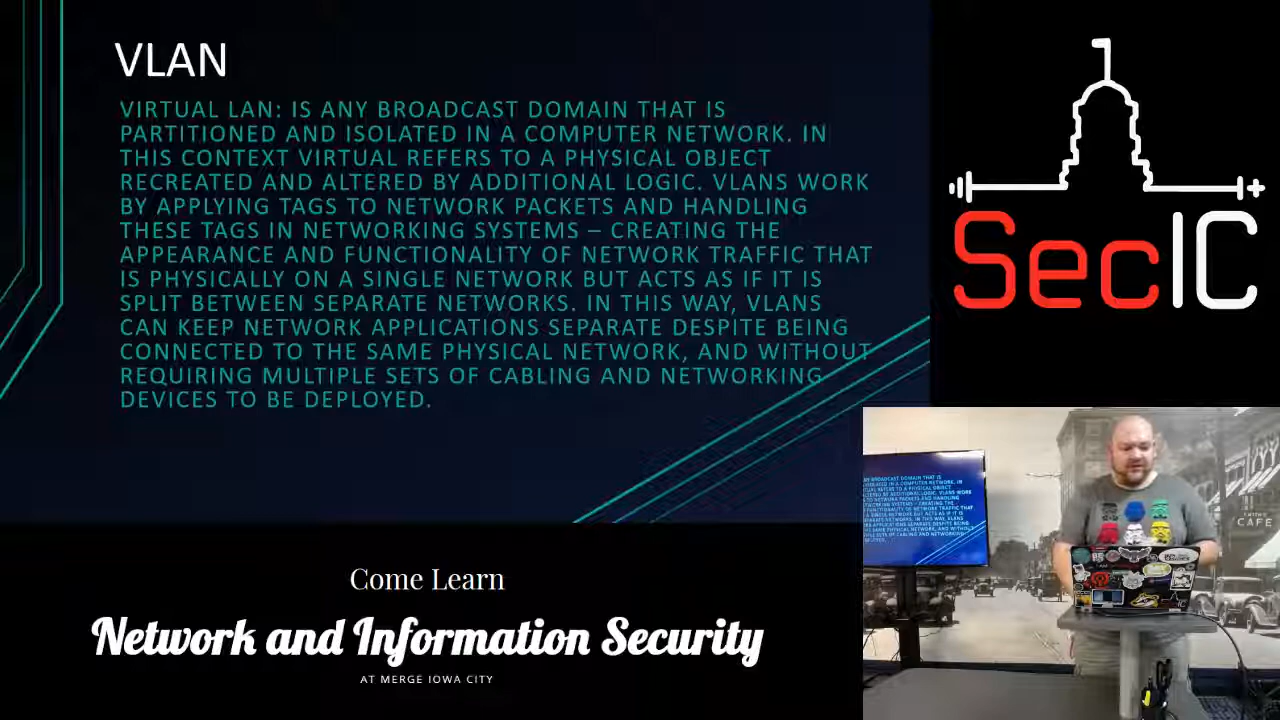 VLAN
VIRTUAL LAN: IS ANY BROADCAST DOMAIN THAT IS
PARTITIONED AND ISOLATED IN A COMPUTER NETWORK. IN
THIS CONTEXT VIRTUAL REFERS TO A PHYSICAL OBJECT
RECREATED AND ALTERED BY ADDITIONAL LOGIC. VLANS WORK
BY APPLYING TAGS TO NETWORK PACKETS AND HANDLING
THESE TAGS IN NETWORKING SYSTEMS – CREATING THE
APPEARANCE AND FUNCTIONALITY OF NETWORK TRAFFIC THAT
IS PHYSICALLY ON A SINGLE NETWORK BUT ACTS AS IF IT IS
SPLIT BETWEEN SEPARATE NETWORKS. IN THIS WAY, VLANS
CAN KEEP NETWORK APPLICATIONS SEPARATE DESPITE BEING
CONNECTED TO THE SAME PHYSICAL NETWORK, AND WITHOUT
REQUIRING MULTIPLE SETS OF CABLING AND NETWORKING
DEVICES TO BE DEPLOYED.
SecIC
Come Learn
Network and Information Security
AT MERGE IOWA CITY
CAFE